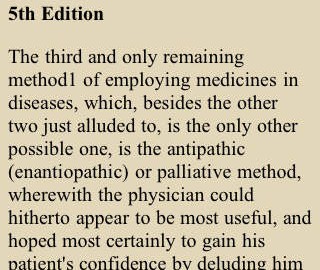 5th Edition
The third and only remaining
method1 of employing medicines in
diseases, which, besides the other
two just alluded to, is the only other
possible one, is the antipathic
(enantiopathic) or palliative method,
wherewith the physician could
hitherto appear to be most useful, and
hoped most certainly to gain his
patient's confidence by deluding him